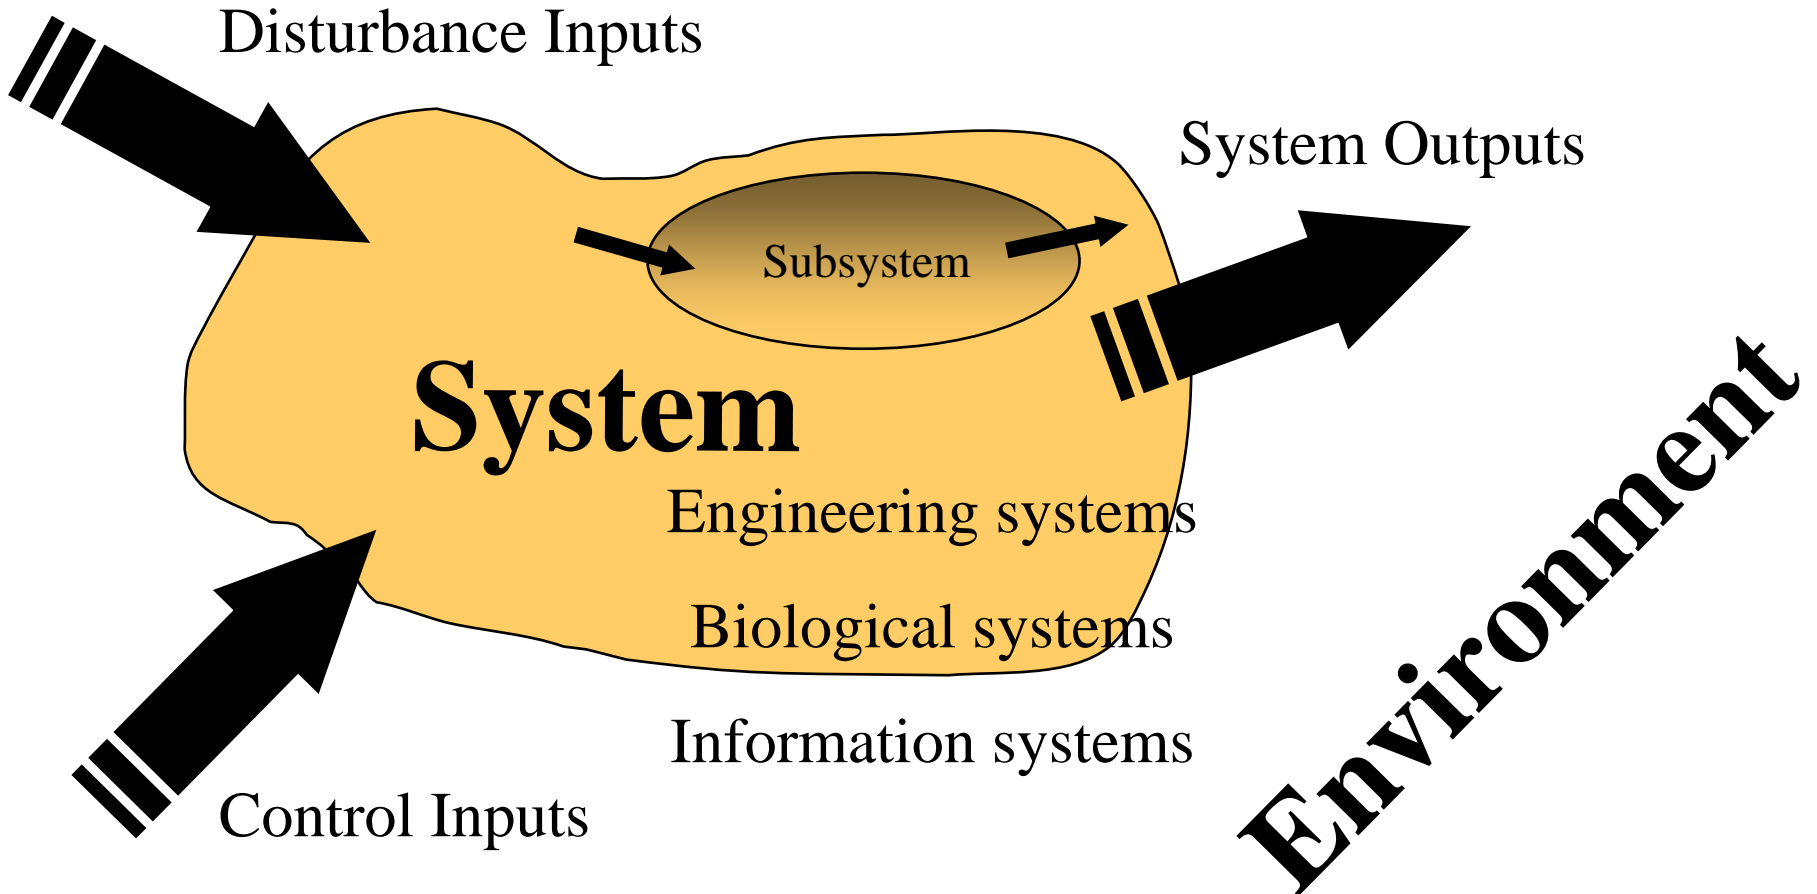 Disturbance Inputs
System Outputs
Subsystem
System
Engineering systems
Biological systems
Information systems
Control Inputs
Environment